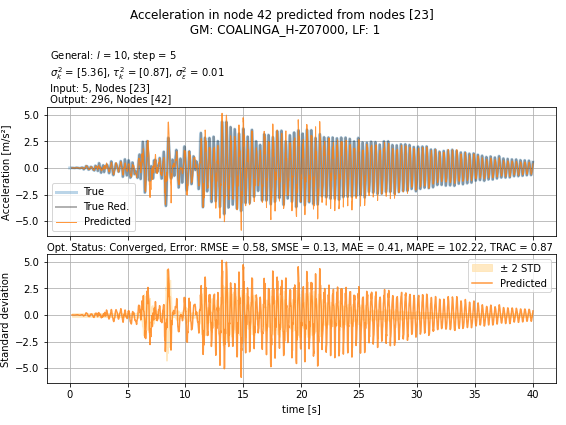 Acceleration in node 42 predicted from nodes [23]
GM: COALINGA_H-Z07000, LF: 1
General: l = 10, step = 5
σ²ₖ = [5.36], τ²ₖ = [0.87], σ²ε = 0.01
Input: 5, Nodes [23]
Output: 296, Nodes [42]
Acceleration [m/s²]
5.0
2.5
0.0
−2.5
−5.0
True
True Red.
Predicted
Opt. Status: Converged, Error: RMSE = 0.58, SMSE = 0.13, MAE = 0.41, MAPE = 102.22, TRAC = 0.87
Standard deviation
5.0
2.5
0.0
−2.5
−5.0
± 2 STD
Predicted
0 5 10 15 20 25 30 35 40
time [s]